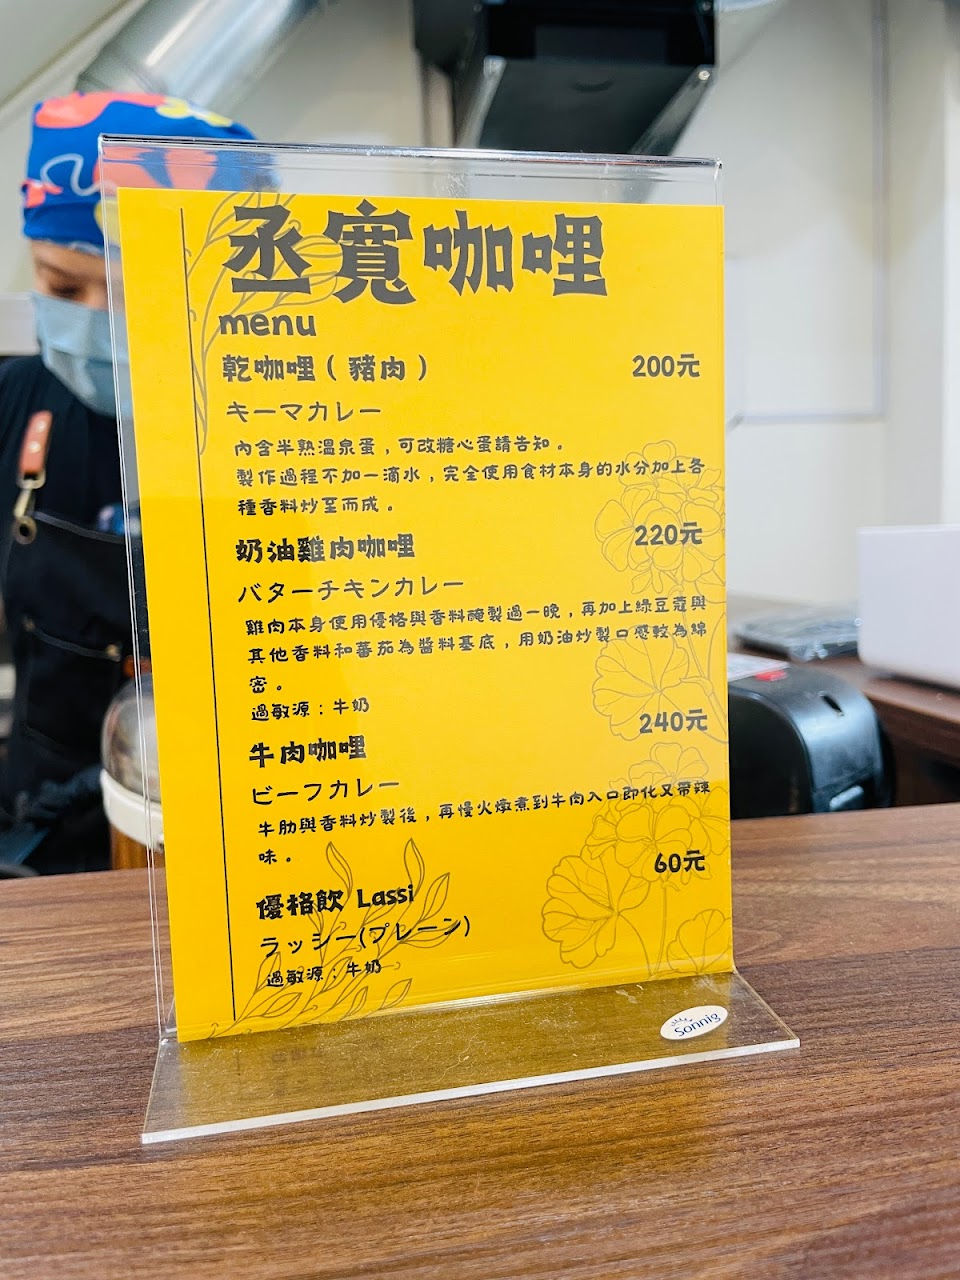 丞寬咖哩
menu
乾咖哩（豬肉） 200元
キーマカレー
內含半熟溫泉蛋，可改糖心蛋請告知。
製作過程不加一滴水，完全使用食材本身的水分加上各
種香料炒至而成。
奶油雞肉咖哩 220元
バターチキンカレー
雞肉本身使用優格與香料醃製過一晚，再加上綠豆蔻與
其他香料和蕃茄為醬料基底，用奶油炒製口感較為綿
密。
過敏源：牛奶
牛肉咖哩 240元
ビーフカレー
牛肋與香料炒製後，再慢火燉煮到牛肉入口即化又帶辣
味。
優格飲 Lassi 60元
ラッシー(プレーン)
過敏源：牛奶
Sonnig